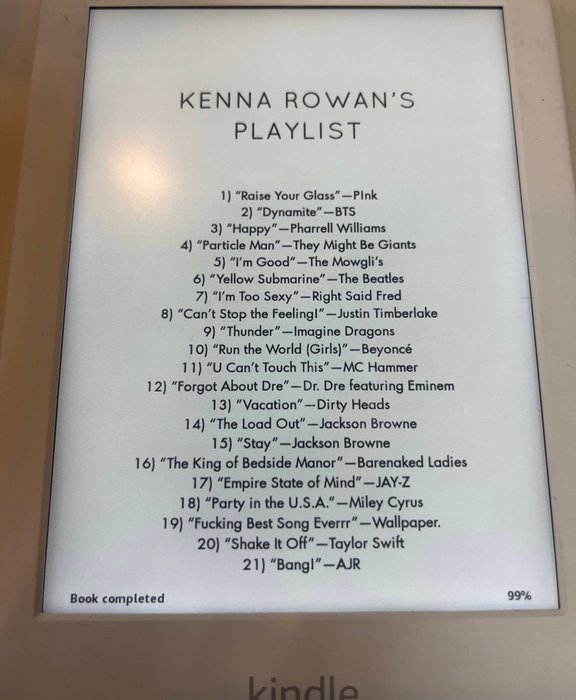 KENNA ROWAN'S
PLAYLIST
1) "Raise Your Glass"—P!nk
2) "Dynamite"—BTS
3) "Happy"—Pharrell Williams
4) "Particle Man"—They Might Be Giants
5) "I'm Good"—The Mowgli's
6) "Yellow Submarine"—The Beatles
7) "I'm Too Sexy"—Right Said Fred
8) "Can't Stop the Feeling!"—Justin Timberlake
9) "Thunder"—Imagine Dragons
10) "Run the World (Girls)"—Beyoncé
11) "U Can't Touch This"—MC Hammer
12) "Forgot About Dre"—Dr. Dre featuring Eminem
13) "Vacation"—Dirty Heads
14) "The Load Out"—Jackson Browne
15) "Stay"—Jackson Browne
16) "The King of Bedside Manor"—Barenaked Ladies
17) "Empire State of Mind"—JAY-Z
18) "Party in the U.S.A."—Miley Cyrus
19) "Fucking Best Song Everrr"—Wallpaper.
20) "Shake It Off"—Taylor Swift
21) "Bang!"—AJR
Book completed 99%
kindle